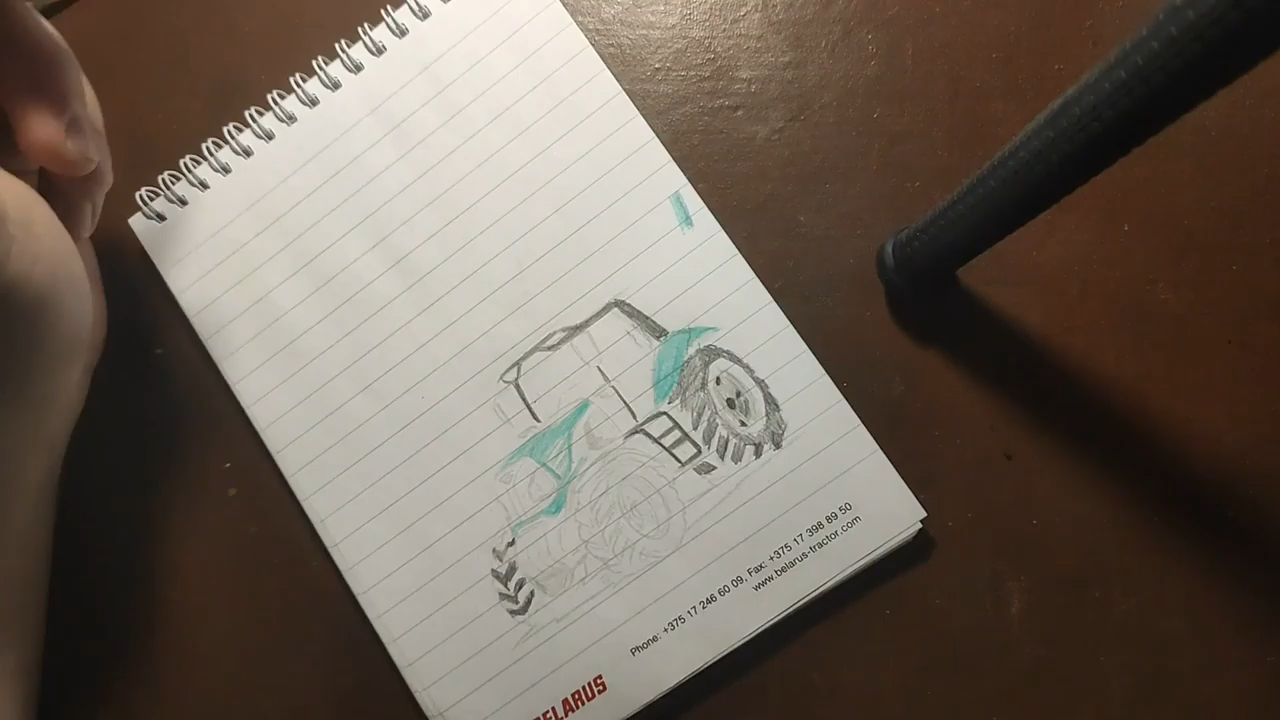 Phone: +375 17 246 60 09, Fax: +375 17 398 89 50
www.belarus-tractor.com
BELARUS